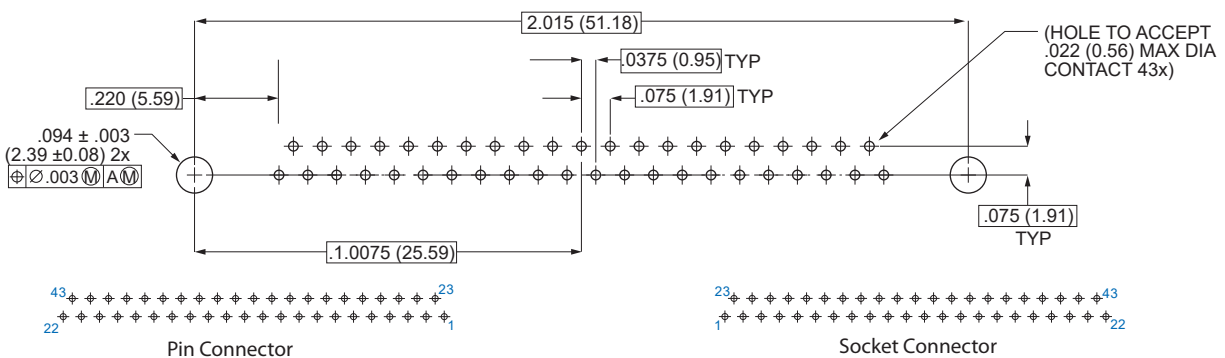 2.015 (51.18)
(HOLE TO ACCEPT
.022 (0.56) MAX DIA
CONTACT 43x)
.0375 (0.95) TYP
.220 (5.59)
.075 (1.91) TYP
.094 ± .003
(2.39 ±0.08) 2x
⌖ ∅.003 Ⓜ A Ⓜ
.075 (1.91)
TYP
.1.0075 (25.59)
43 23
22 1
Pin Connector
23 43
1 22
Socket Connector